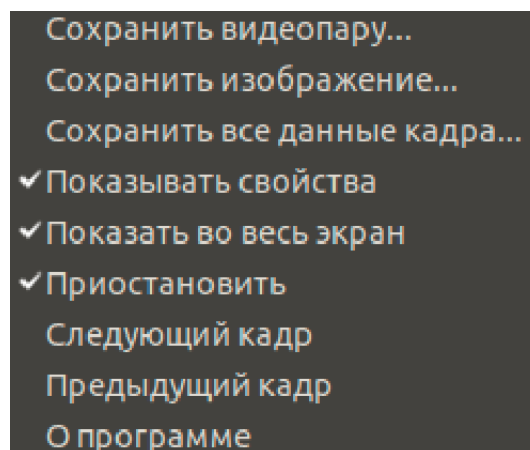 Сохранить видеопару...
Сохранить изображение...
Сохранить все данные кадра...
Показывать свойства
Показать во весь экран
Приостановить
Следующий кадр
Предыдущий кадр
О программе